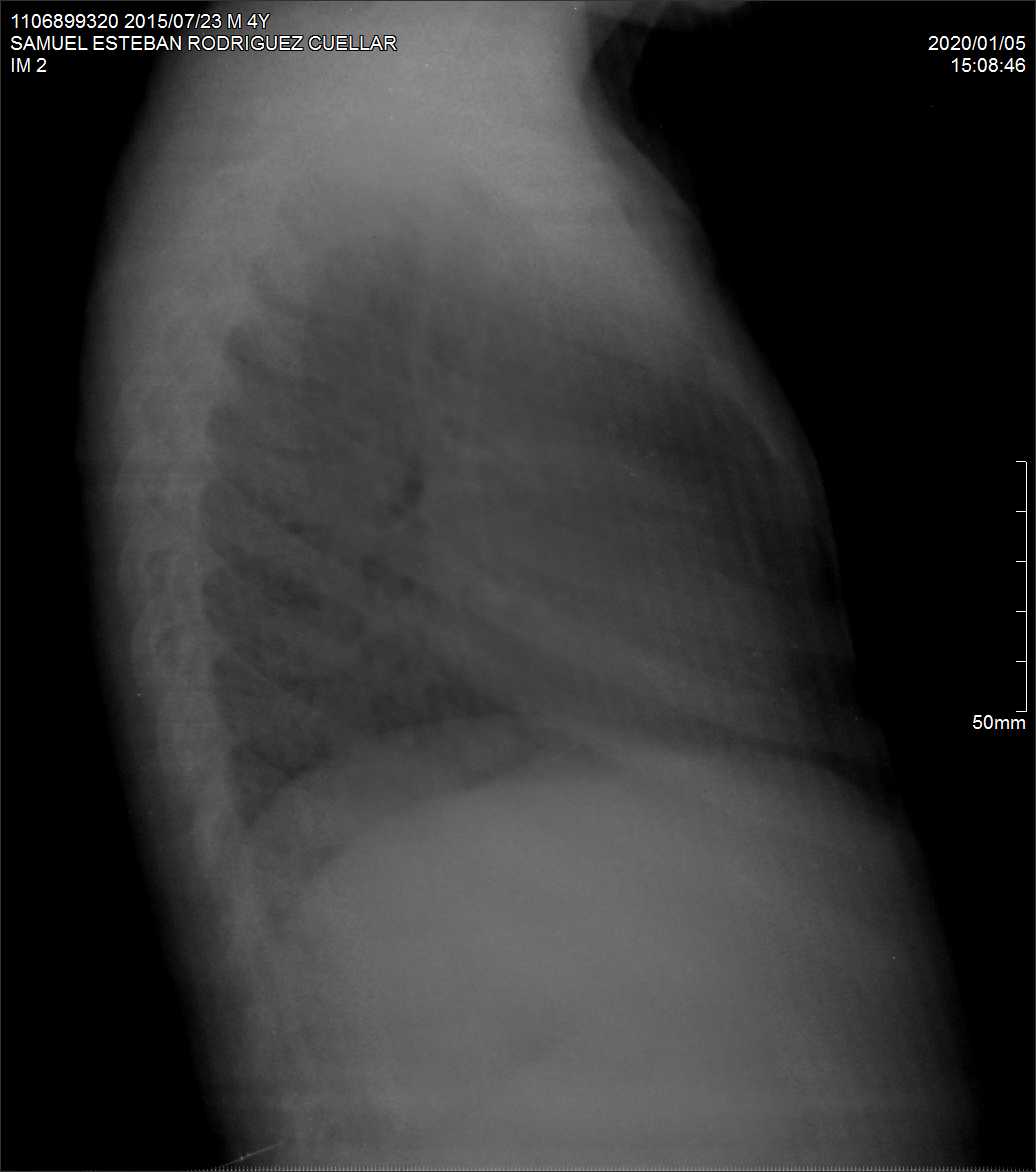 1106899320 2015/07/23 M 4Y
SAMUEL ESTEBAN RODRIGUEZ CUELLAR
IM 2
2020/01/05
15:08:46
50mm